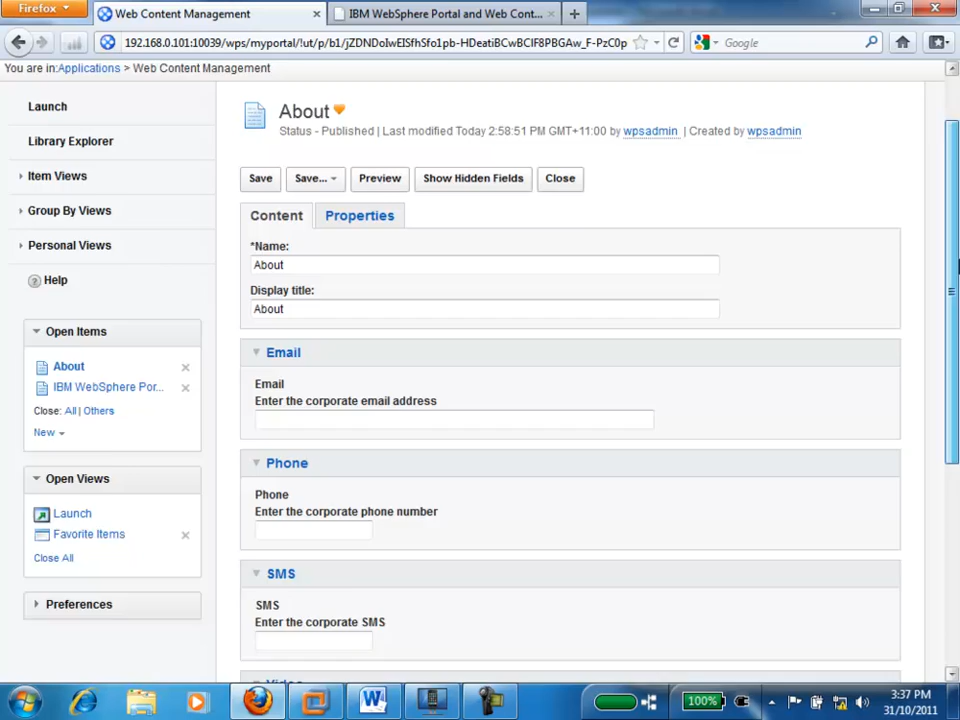 Firefox
Web Content Management
IBM WebSphere Portal and Web Cont...
192.168.0.101:10039/wps/myportal/!ut/p/b1/jZDNDoIwEISfhSfo1pb-HDeatiBCwBCIF8PBGAw_F-PzC0p
Google
You are in:Applications > Web Content Management
Launch
Library Explorer
Item Views
Group By Views
Personal Views
Help
Open Items
About
IBM WebSphere Por...
Close: All | Others
New
Open Views
Launch
Favorite Items
Close All
Preferences
About
Status - Published | Last modified Today 2:58:51 PM GMT+11:00 by wpsadmin | Created by wpsadmin
Save
Save...
Preview
Show Hidden Fields
Close
Content
Properties
*Name:
About
Display title:
About
Email
Email
Enter the corporate email address
Phone
Phone
Enter the corporate phone number
SMS
SMS
Enter the corporate SMS
Video
100%
3:37 PM
31/10/2011